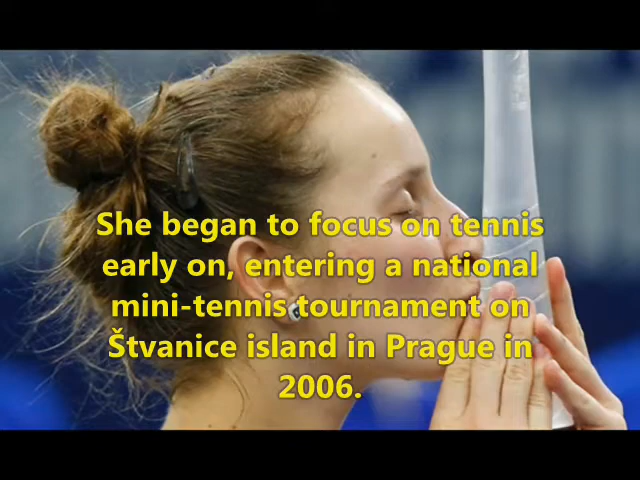 She began to focus on tennis
early on, entering a national
mini-tennis tournament on
Štvanice island in Prague in
2006.